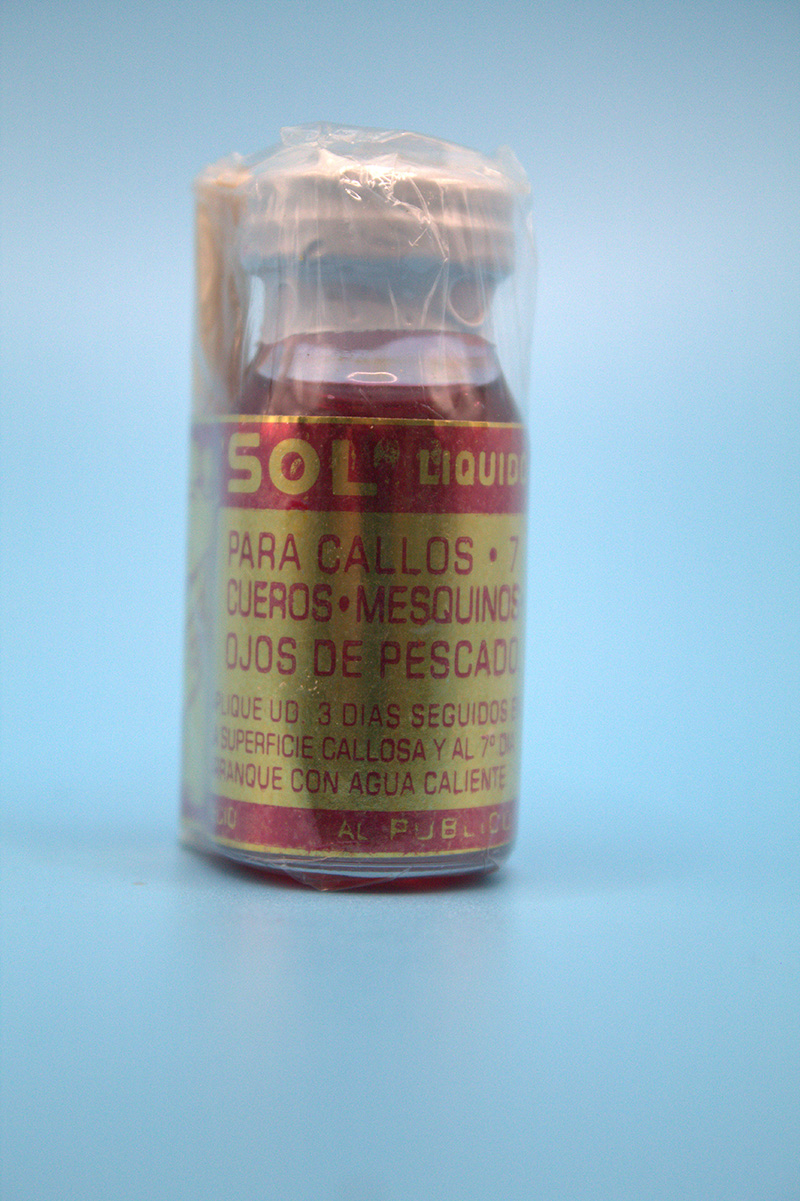 SOL® LIQUIDO
PARA CALLOS • 7
CUEROS • MESQUINOS
OJOS DE PESCADO
PLIQUE UD. 3 DIAS SEGUIDOS E
A SUPERFICIE CALLOSA Y AL 7º DIA
RRANQUE CON AGUA CALIENTE
AL PUBLICO